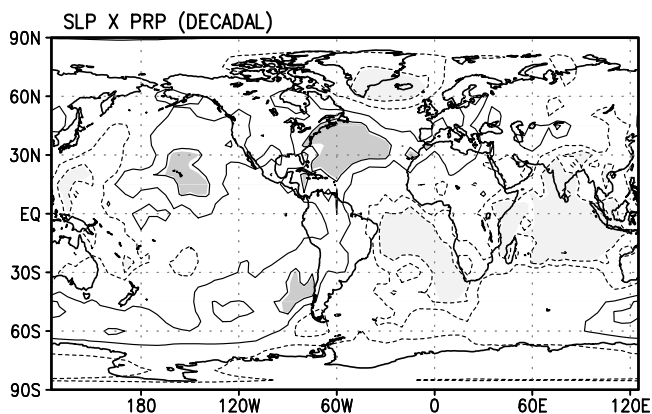 SLP X PRP (DECADAL)
90N
60N
30N
EQ
30S
60S
90S
180 120W 60W 0 60E 120E